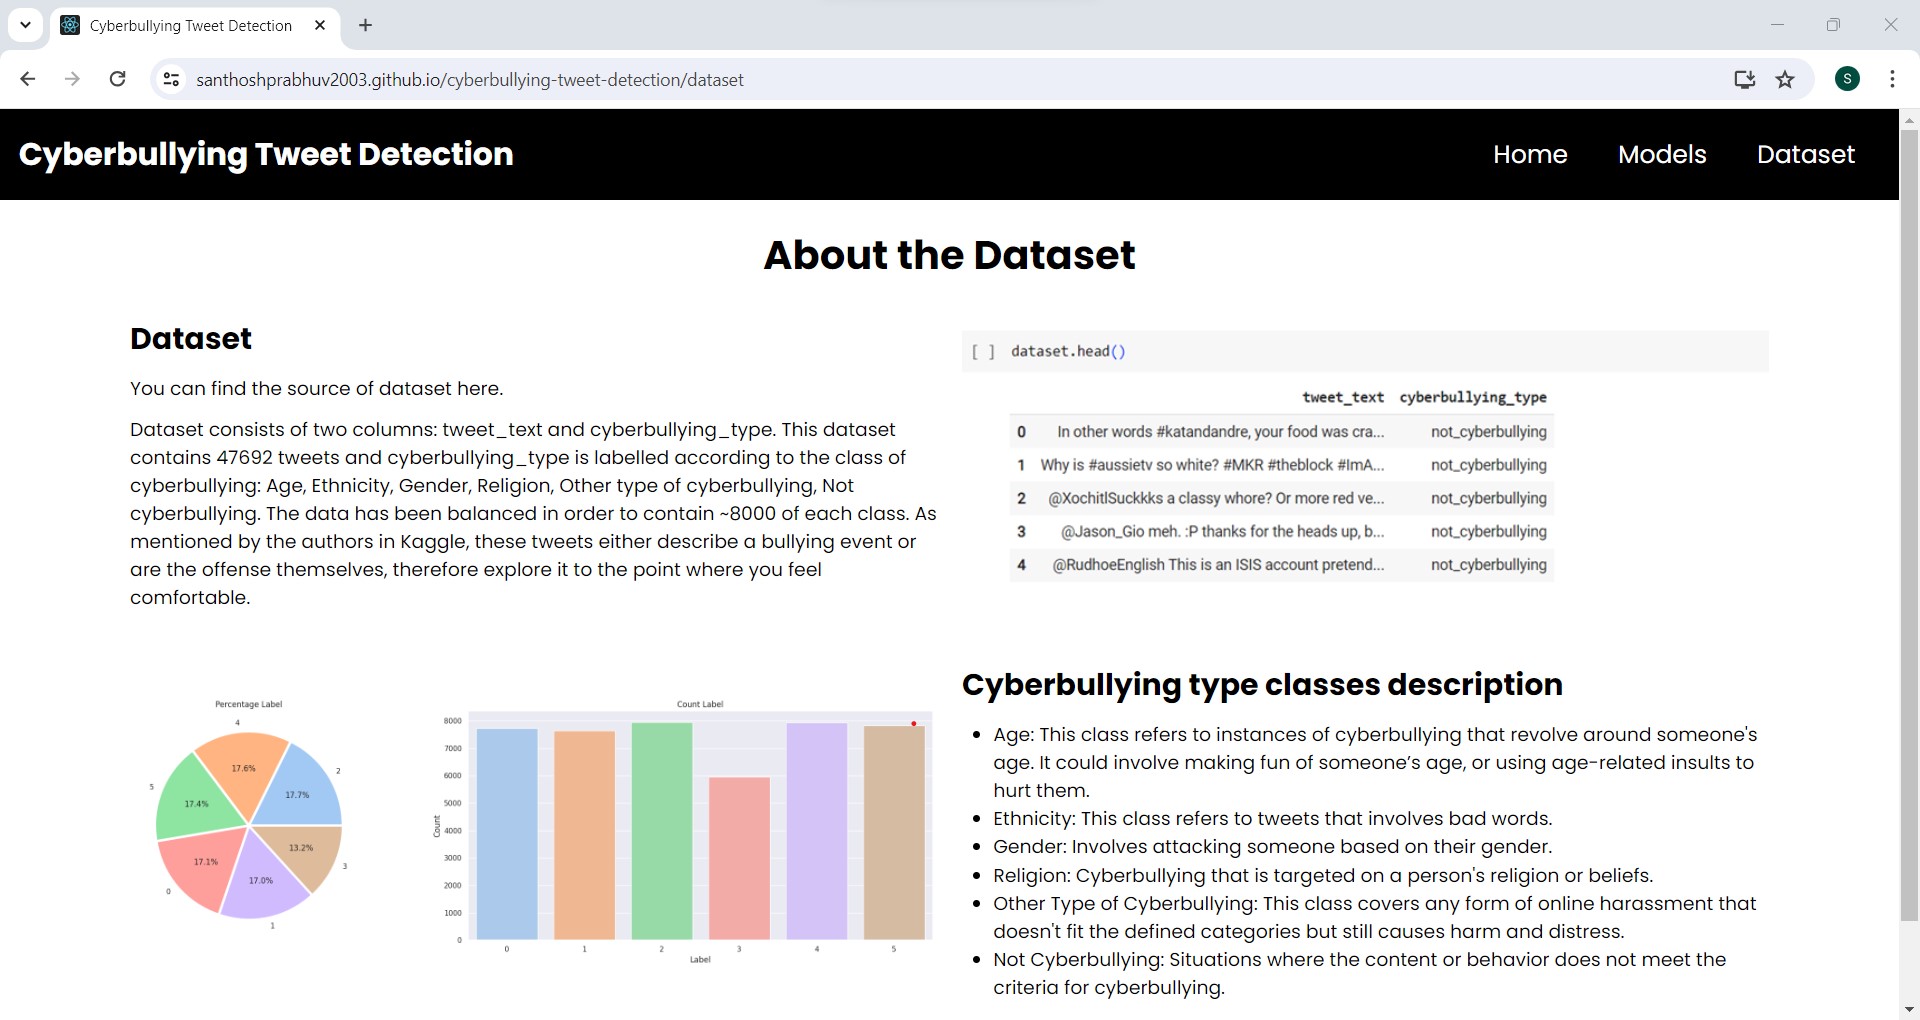 Cyberbullying Tweet Detection
santhoshprabhuv2003.github.io/cyberbullying-tweet-detection/dataset
S
Cyberbullying Tweet Detection
Home Models Dataset
About the Dataset
Dataset
You can find the source of dataset here.
Dataset consists of two columns: tweet_text and cyberbullying_type. This dataset
contains 47692 tweets and cyberbullying_type is labelled according to the class of
cyberbullying: Age, Ethnicity, Gender, Religion, Other type of cyberbullying, Not
cyberbullying. The data has been balanced in order to contain ~8000 of each class. As
mentioned by the authors in Kaggle, these tweets either describe a bullying event or
are the offense themselves, therefore explore it to the point where you feel
comfortable.
[ ] dataset.head()
tweet_text cyberbullying_type
0 In other words #katandandre, your food was cra... not_cyberbullying
1 Why is #aussietv so white? #MKR #theblock #ImA... not_cyberbullying
2 @XochitlSuckkks a classy whore? Or more red ve... not_cyberbullying
3 @Jason_Gio meh. :P thanks for the heads up, b... not_cyberbullying
4 @RudhoeEnglish This is an ISIS account pretend... not_cyberbullying
Percentage Label
4
17.6%
2
17.7%
5
17.4%
13.2%
3
17.1%
0
17.0%
1
Count Label
8000
7000
6000
5000
4000
3000
2000
1000
0
Count
0 1 2 3 4 5
Label
Cyberbullying type classes description
• Age: This class refers to instances of cyberbullying that revolve around someone's
age. It could involve making fun of someone’s age, or using age-related insults to
hurt them.
• Ethnicity: This class refers to tweets that involves bad words.
• Gender: Involves attacking someone based on their gender.
• Religion: Cyberbullying that is targeted on a person's religion or beliefs.
• Other Type of Cyberbullying: This class covers any form of online harassment that
doesn't fit the defined categories but still causes harm and distress.
• Not Cyberbullying: Situations where the content or behavior does not meet the
criteria for cyberbullying.